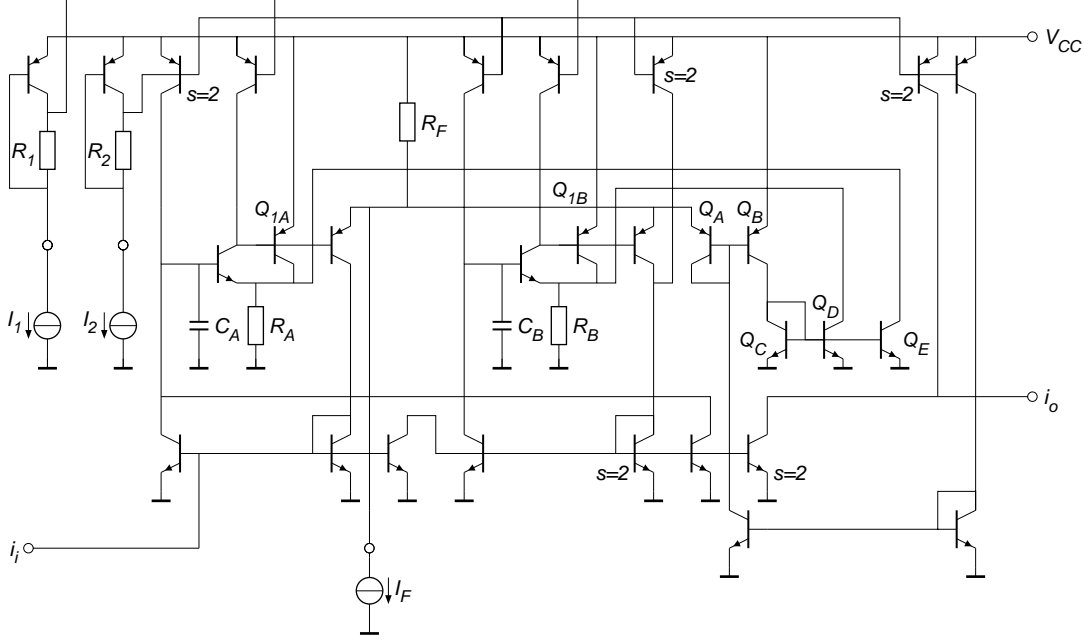 V_CC
s=2
s=2
s=2
R_1
R_2
R_F
Q_1A
Q_1B
Q_A
Q_B
I_1
I_2
C_A
R_A
C_B
R_B
Q_D
Q_C
Q_E
i_o
s=2
s=2
i_i
I_F